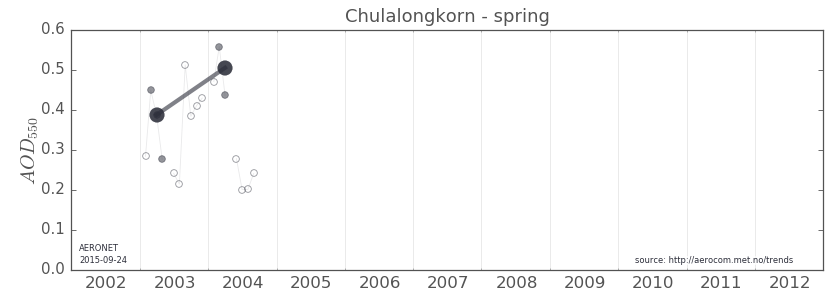 Chulalongkorn - spring
0.6
0.5
0.4
0.3
0.2
0.1
0.0
AOD550
AERONET
2015-09-24
source: http://aerocom.met.no/trends
2002 2003 2004 2005 2006 2007 2008 2009 2010 2011 2012